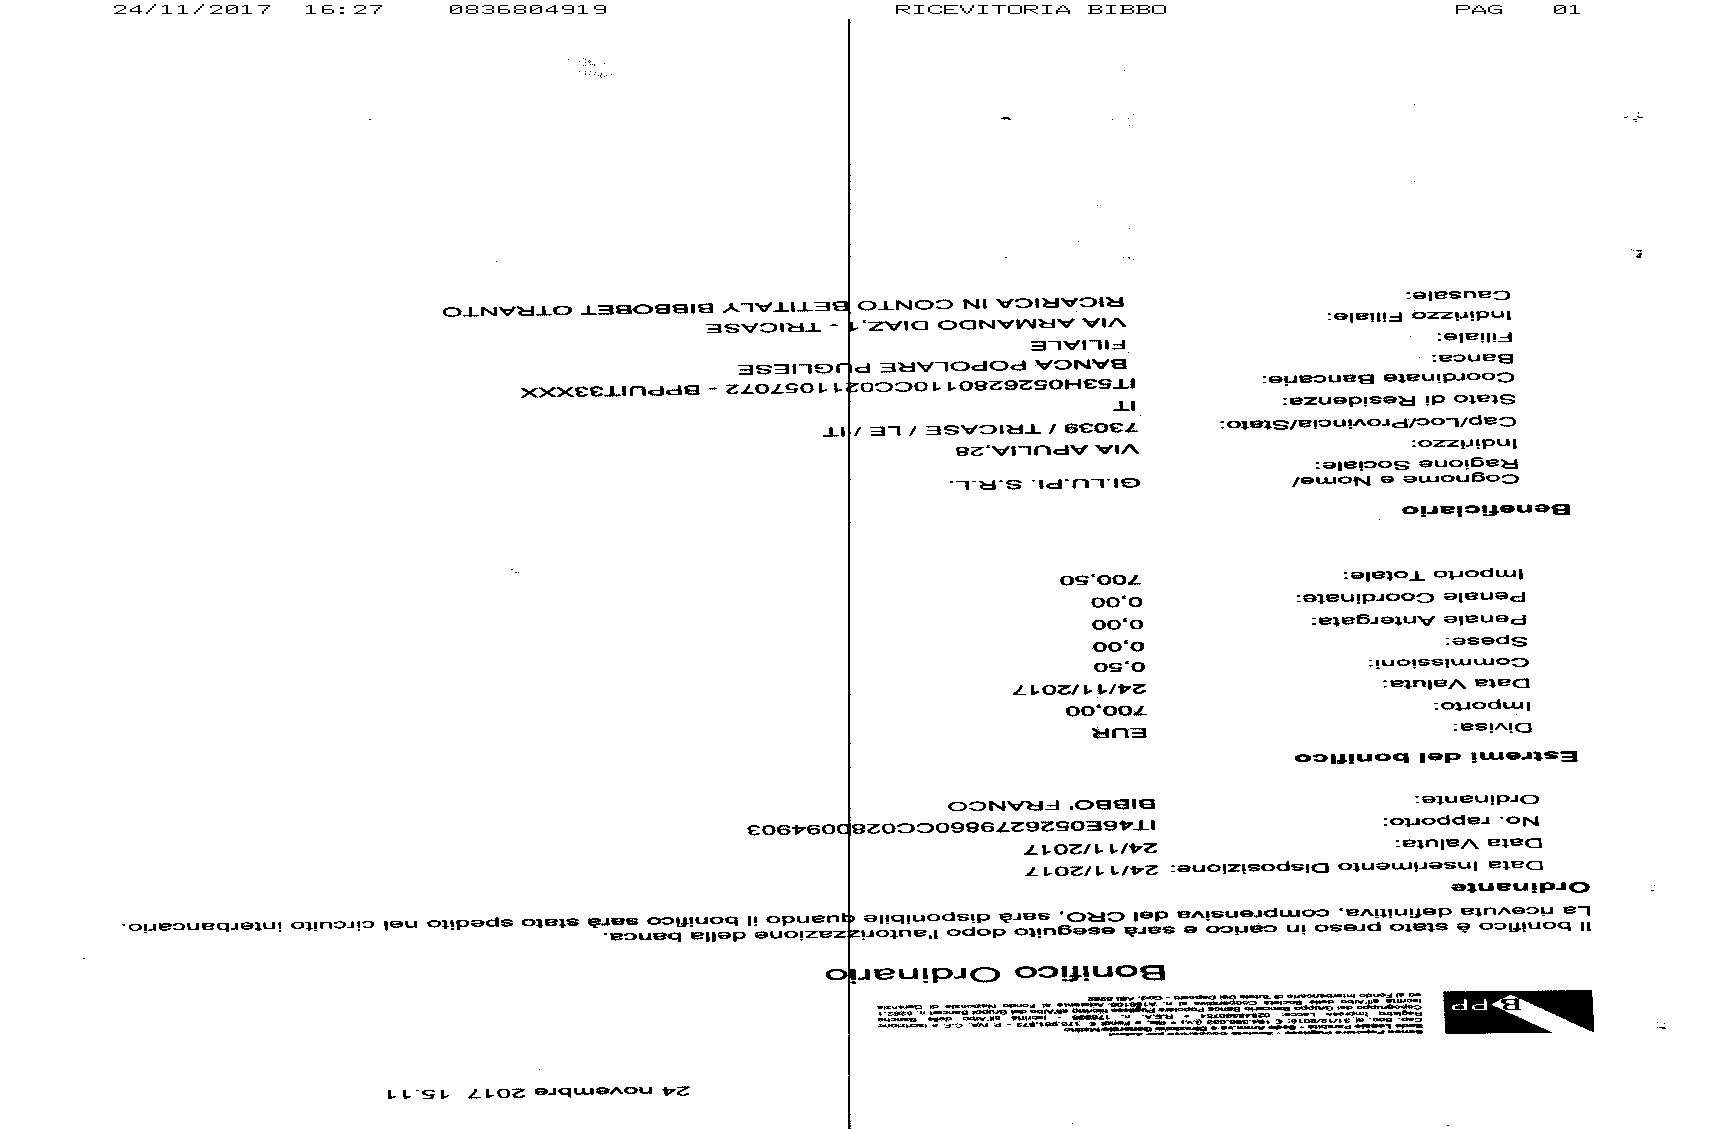 24/11/2017 16:27 0836804919 RICEVITORIA BIBBO PAG 01
24 novembre 2017 15.11
BPP
Bonifico Ordinario
Il bonifico è stato preso in carico e sarà eseguito dopo l'autorizzazione della banca.
La ricevuta definitiva, comprensiva del CRO, sarà disponibile quando il bonifico sarà stato spedito nel circuito interbancario.
Ordinante
Data Inserimento Disposizione: 24/11/2017
Data Valuta: 24/11/2017
No. rapporto: IT46E0526279860CC0280094903
Ordinante: BIBBO' FRANCO
Estremi del bonifico
Divisa: EUR
Importo: 700,00
Data Valuta: 24/11/2017
Commissioni: 0,50
Spese: 0,00
Penale Antergata: 0,00
Penale Coordinate: 0,00
Importo Totale: 700,50
Beneficiario
Cognome e Nome/
Ragione Sociale: GI.LU.PI. S.R.L.
Indirizzo: VIA APULIA,28
Cap/Loc/Provincia/Stato: 73039 / TRICASE / LE / IT
Stato di Residenza: IT
Coordinate Bancarie: IT53H0526280110CC0211057072 - BPPUIT33XXX
Banca: BANCA POPOLARE PUGLIESE
Filiale: FILIALE
Indirizzo Filiale: VIA ARMANDO DIAZ,1 - TRICASE
Causale: RICARICA IN CONTO BETITALY BIBBOBET OTRANTO